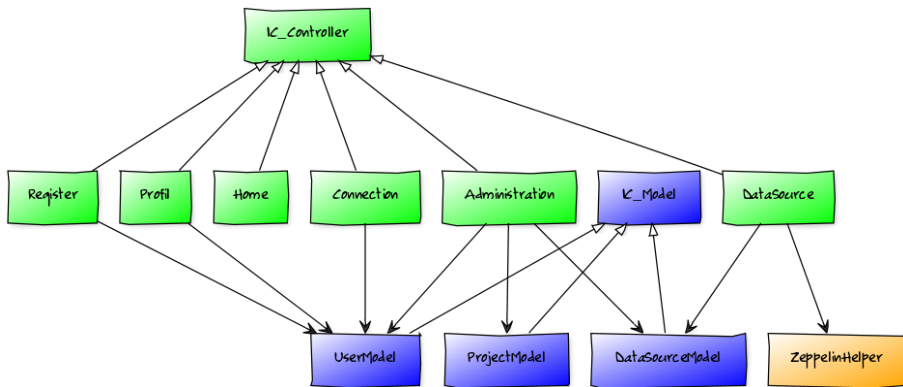 IC_Controller
Register
Profil
Home
Connection
Administration
IC_Model
DataSource
UserModel
ProjectModel
DataSourceModel
ZeppelinHelper